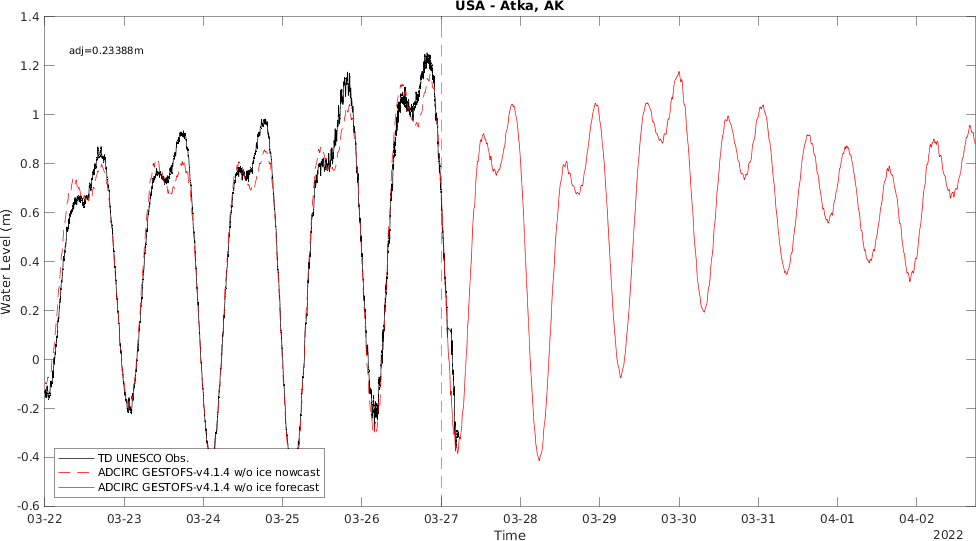 USA - Atka, AK
adj=0.23388m
1.4
1.2
1
0.8
0.6
0.4
0.2
0
-0.2
-0.4
-0.6
Water Level (m)
TD UNESCO Obs.
ADCIRC GESTOFS-v4.1.4 w/o ice nowcast
ADCIRC GESTOFS-v4.1.4 w/o ice forecast
03-22 03-23 03-24 03-25 03-26 03-27 03-28 03-29 03-30 03-31 04-01 04-02
Time
2022